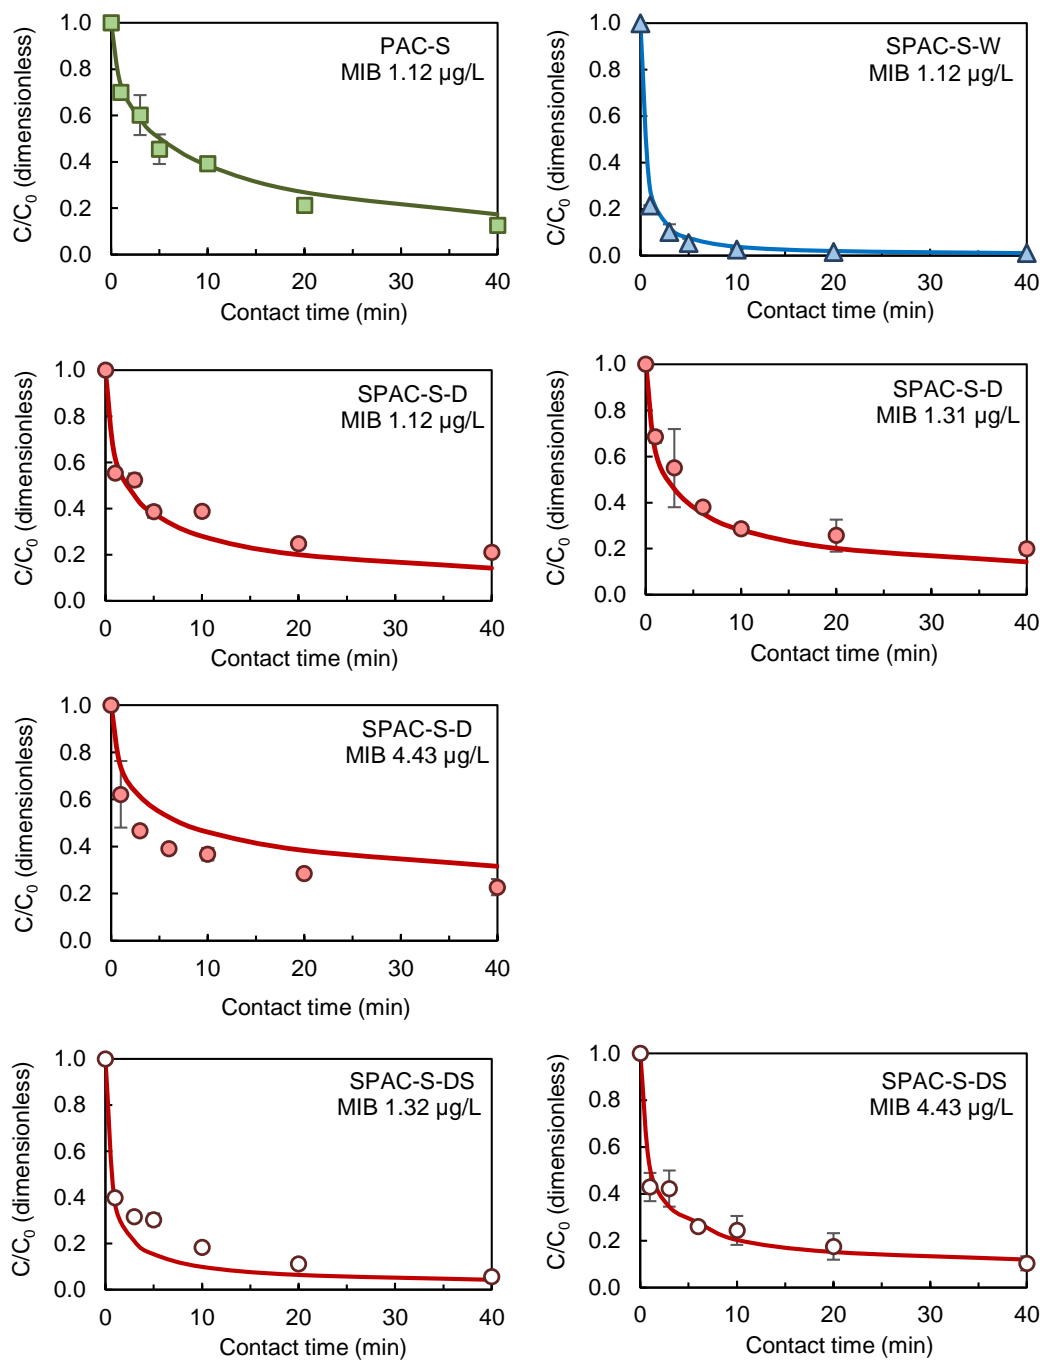 C/C0 (dimensionless)
1.0
0.8
0.6
0.4
0.2
0.0
PAC-S
MIB 1.12 µg/L
0 10 20 30 40
Contact time (min)
C/C0 (dimensionless)
1.0
0.8
0.6
0.4
0.2
0.0
SPAC-S-W
MIB 1.12 µg/L
0 10 20 30 40
Contact time (min)
C/C0 (dimensionless)
1.0
0.8
0.6
0.4
0.2
0.0
SPAC-S-D
MIB 1.12 µg/L
0 10 20 30 40
Contact time (min)
C/C0 (dimensionless)
1.0
0.8
0.6
0.4
0.2
0.0
SPAC-S-D
MIB 1.31 µg/L
0 10 20 30 40
Contact time (min)
C/C0 (dimensionless)
1.0
0.8
0.6
0.4
0.2
0.0
SPAC-S-D
MIB 4.43 µg/L
0 10 20 30 40
Contact time (min)
C/C0 (dimensionless)
1.0
0.8
0.6
0.4
0.2
0.0
SPAC-S-DS
MIB 1.32 µg/L
0 10 20 30 40
Contact time (min)
C/C0 (dimensionless)
1.0
0.8
0.6
0.4
0.2
0.0
SPAC-S-DS
MIB 4.43 µg/L
0 10 20 30 40
Contact time (min)